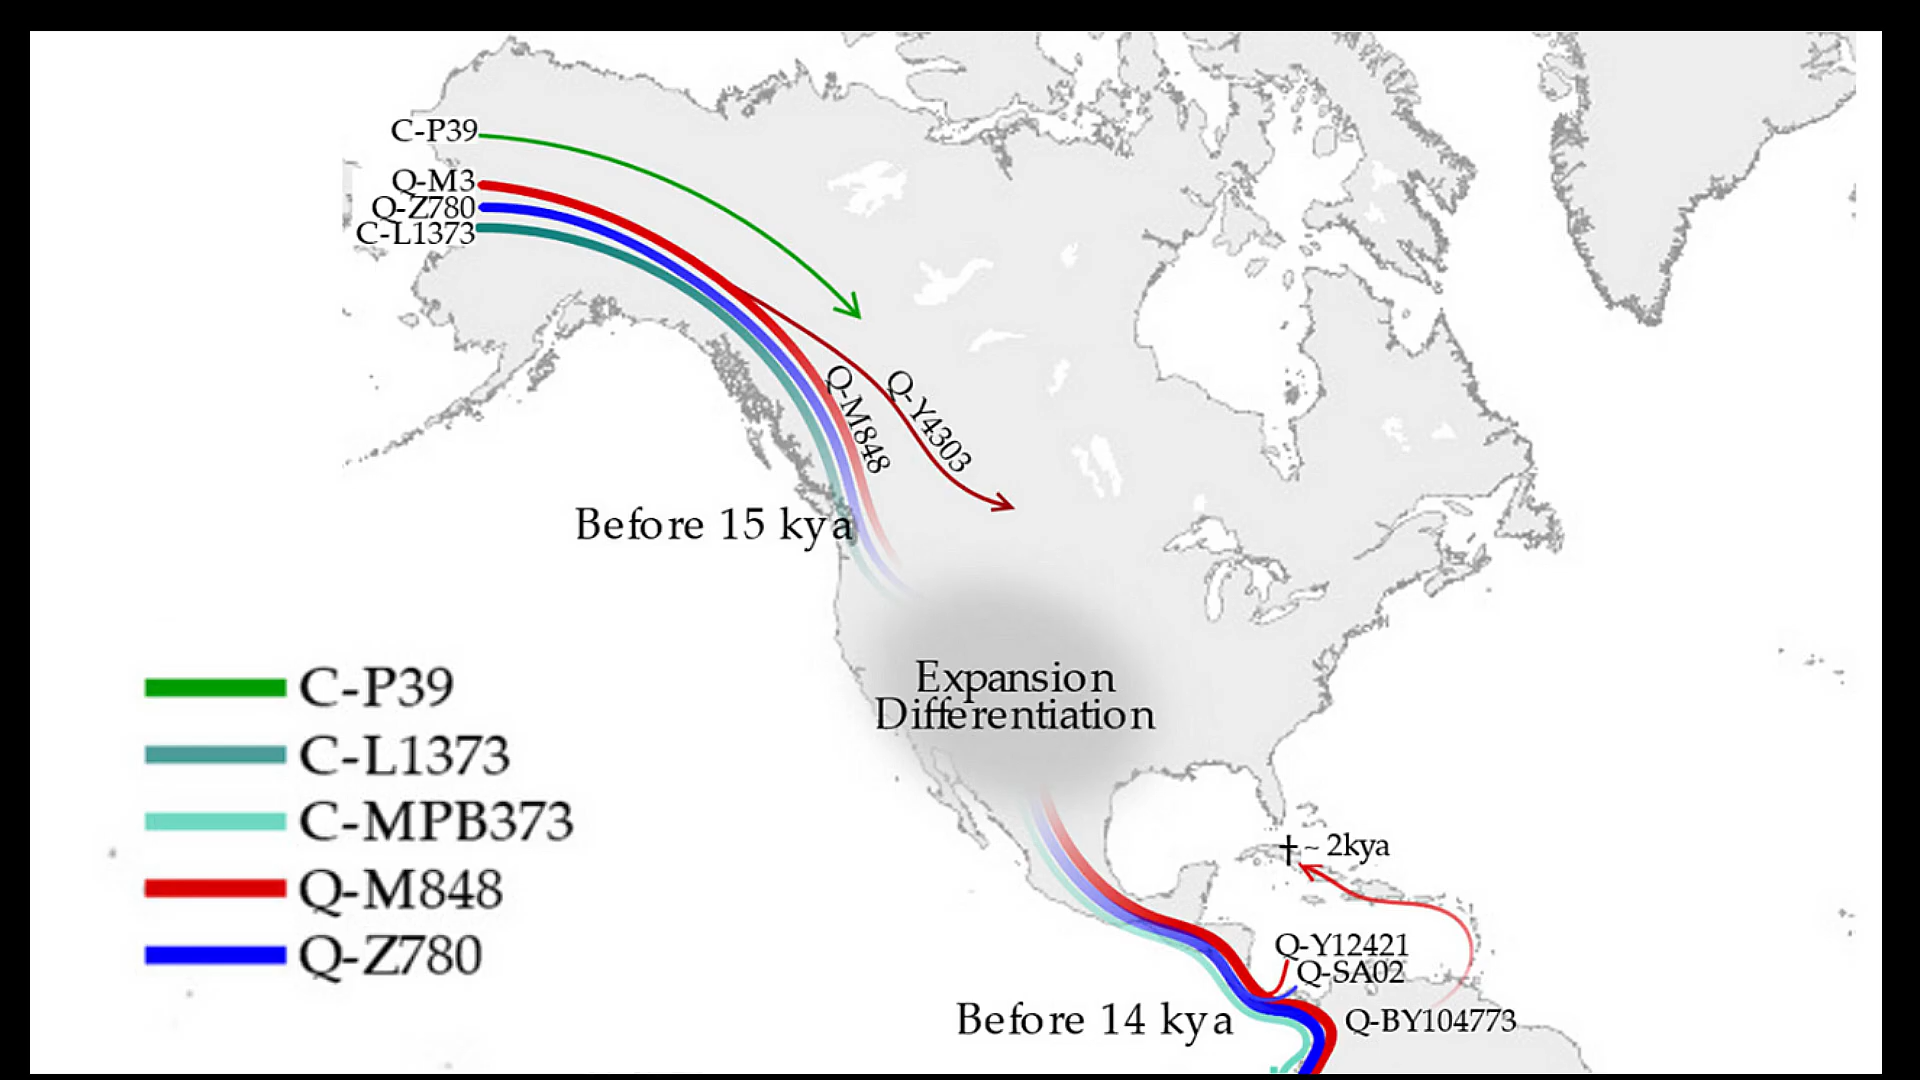 C-P39
Q-M3
Q-Z780
C-L1373
Q-M848
Q-Y4303
Before 15 kya
Expansion
Differentiation
C-P39
C-L1373
C-MPB373
Q-M848
Q-Z780
†~ 2kya
Q-Y12421
Q-SA02
Before 14 kya
Q-BY104773